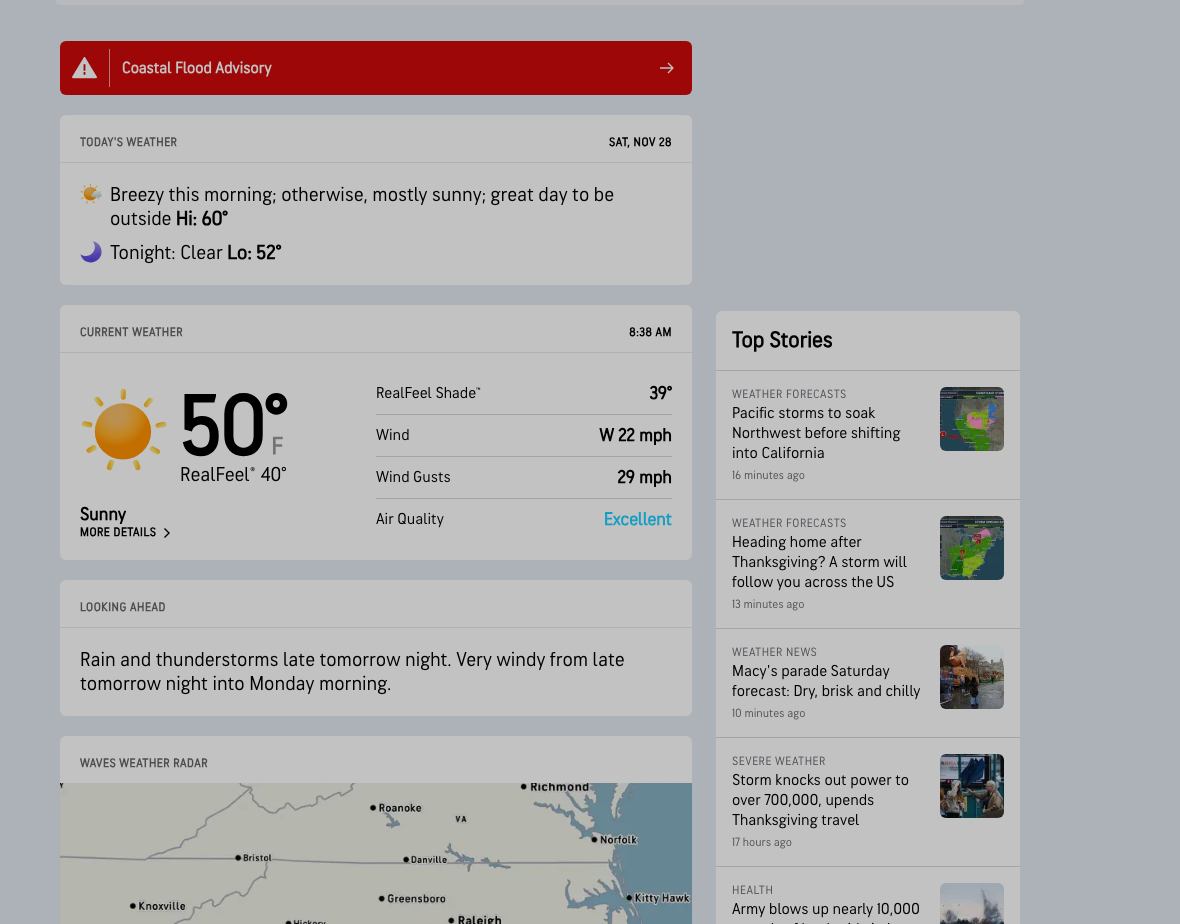 Coastal Flood Advisory
TODAY'S WEATHER
SAT, NOV 28
Breezy this morning; otherwise, mostly sunny; great day to be
outside Hi: 60°
Tonight: Clear Lo: 52°
CURRENT WEATHER
8:38 AM
50° F
RealFeel® 40°
Sunny
MORE DETAILS
RealFeel Shade™ 39°
Wind W 22 mph
Wind Gusts 29 mph
Air Quality Excellent
LOOKING AHEAD
Rain and thunderstorms late tomorrow night. Very windy from late
tomorrow night into Monday morning.
WAVES WEATHER RADAR
Richmond
Roanoke
VA
Norfolk
Bristol
Danville
Greensboro
Kitty Hawk
Knoxville
Raleigh
Hickory
Top Stories
WEATHER FORECASTS
Pacific storms to soak
Northwest before shifting
into California
16 minutes ago
WEATHER FORECASTS
Heading home after
Thanksgiving? A storm will
follow you across the US
13 minutes ago
WEATHER NEWS
Macy's parade Saturday
forecast: Dry, brisk and chilly
10 minutes ago
SEVERE WEATHER
Storm knocks out power to
over 700,000, upends
Thanksgiving travel
17 hours ago
HEALTH
Army blows up nearly 10,000